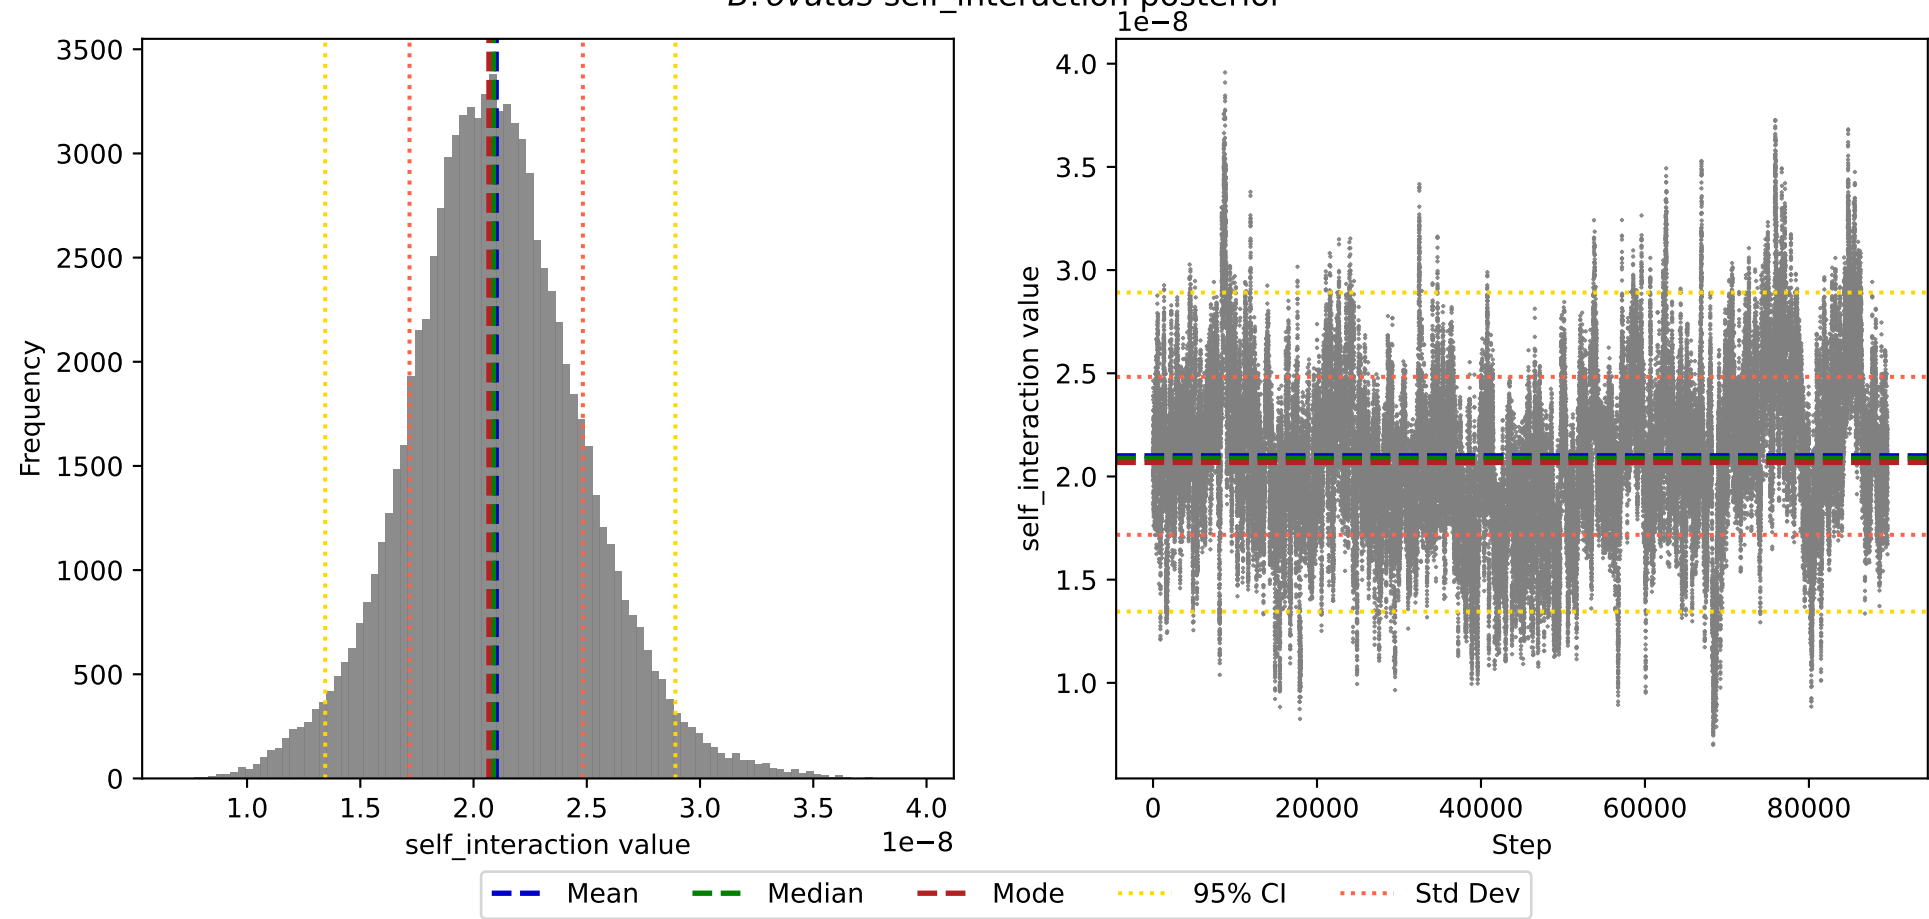 B. ovatus self_interaction posterior
3500
3000
2500
2000
1500
1000
500
0
Frequency
1.0 1.5 2.0 2.5 3.0 3.5 4.0
1e−8
self_interaction value
1e−8
4.0
3.5
3.0
2.5
2.0
1.5
1.0
self_interaction value
0 20000 40000 60000 80000
Step
Mean Median Mode 95% CI Std Dev